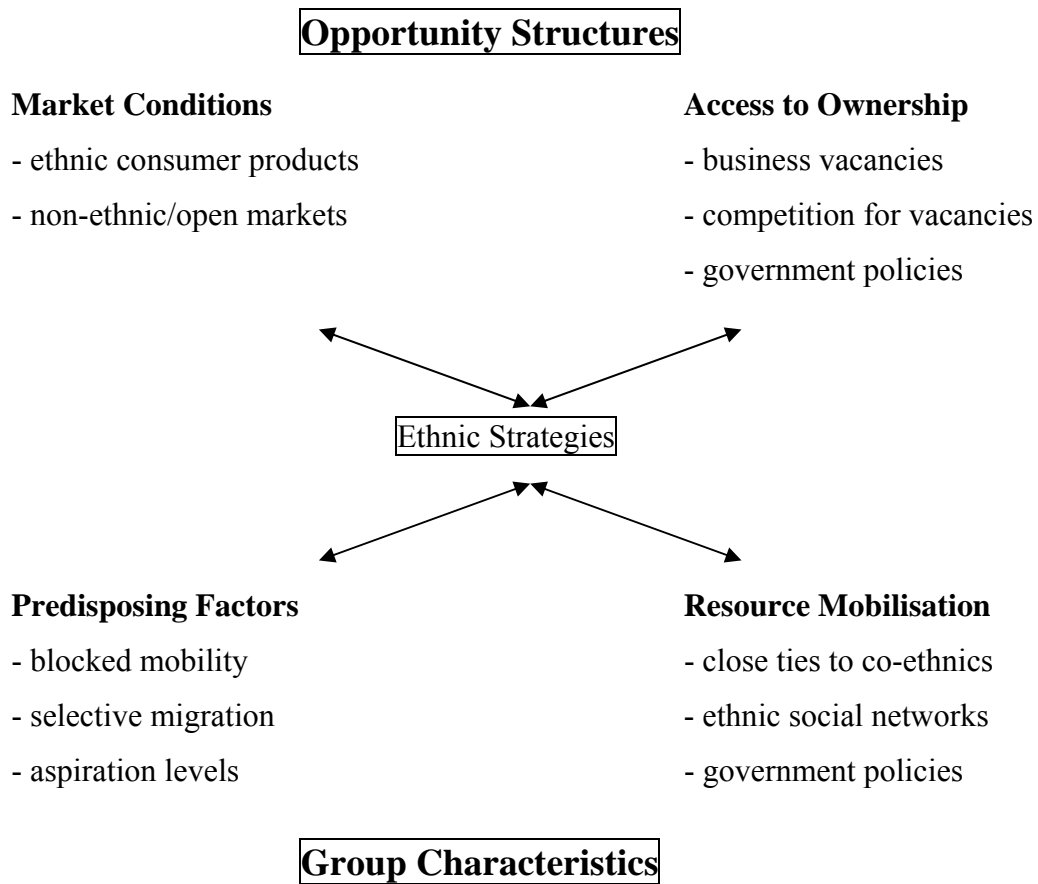 Opportunity Structures
Market Conditions
- ethnic consumer products
- non-ethnic/open markets
Access to Ownership
- business vacancies
- competition for vacancies
- government policies
Ethnic Strategies
Predisposing Factors
- blocked mobility
- selective migration
- aspiration levels
Resource Mobilisation
- close ties to co-ethnics
- ethnic social networks
- government policies
Group Characteristics